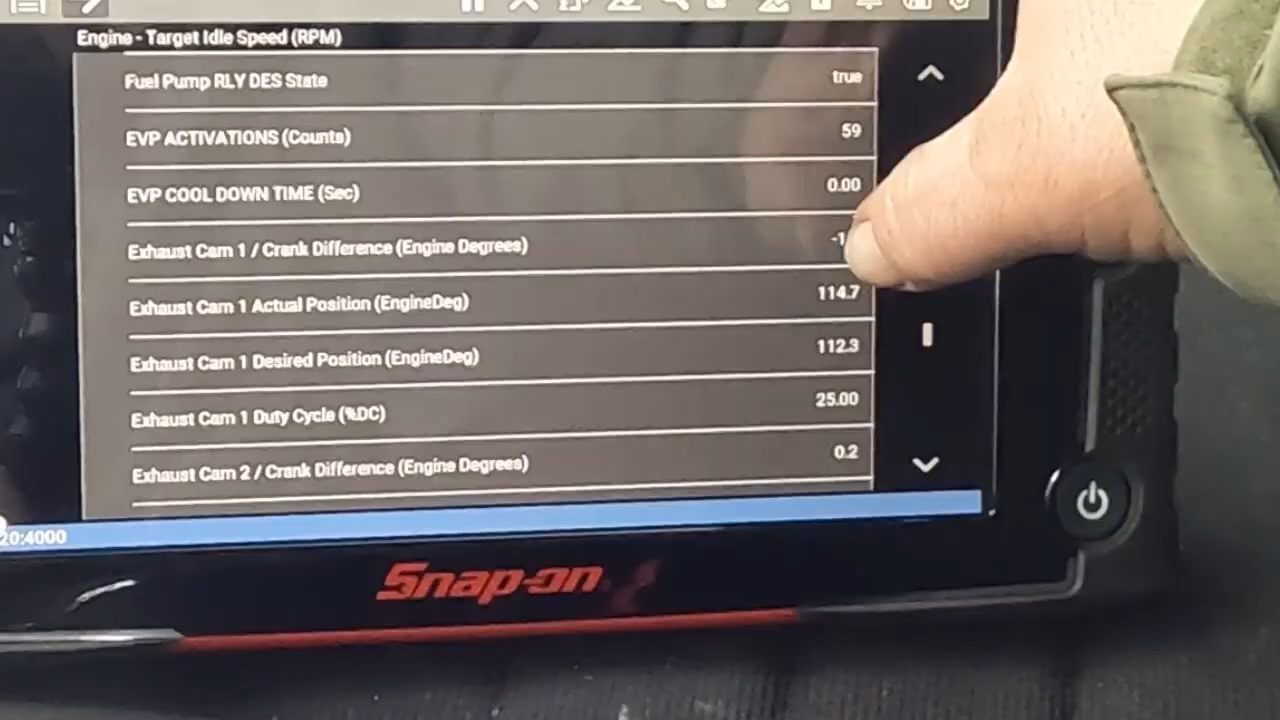 Engine - Target Idle Speed (RPM)
Fuel Pump RLY DES State true
EVP ACTIVATIONS (Counts) 59
EVP COOL DOWN TIME (Sec) 0.00
Exhaust Cam 1 / Crank Difference (Engine Degrees)
Exhaust Cam 1 Actual Position (EngineDeg) 114.7
Exhaust Cam 1 Desired Position (EngineDeg) 112.3
Exhaust Cam 1 Duty Cycle (%DC) 25.00
Exhaust Cam 2 / Crank Difference (Engine Degrees) 0.2
20:4000
Snap-on